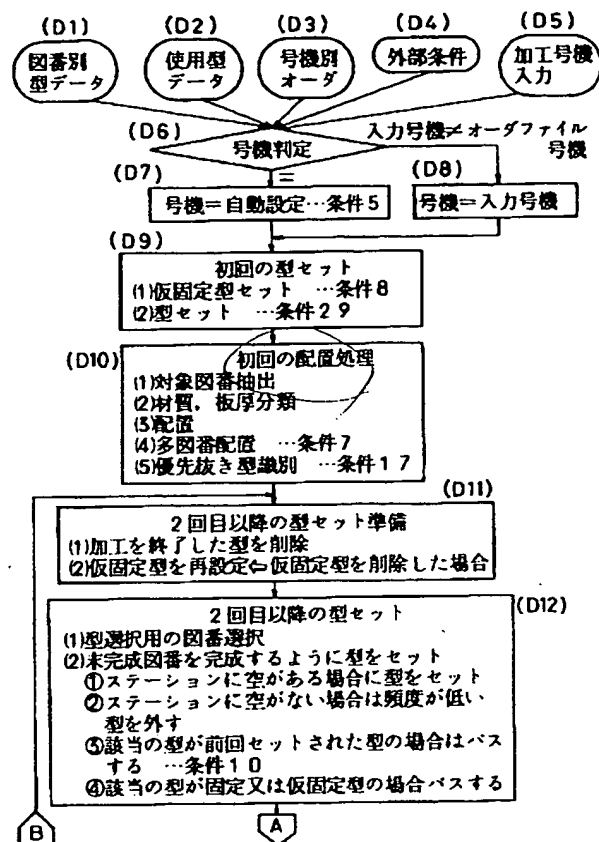 (D1)
(D2)
(D3)
(D4)
(D5)
図番別
型データ
使用型
データ
号機別
オーダ
外部条件
加工号機
入力
(D6)
号機判定
入力号機≠オーダファイル
号機
(D7)
=
(D8)
号機=自動設定…条件5
号機=入力号機
(D9)
初回の型セット
(1)仮固定型セット …条件8
(2)型セット …条件29
(D10)
初回の配置処理
(1)対象図番抽出
(2)材質,板厚分類
(3)配置
(4)多図番配置 …条件7
(5)優先抜き型識別 …条件17
(D11)
2回目以降の型セット準備
(1)加工を終了した型を削除
(2)仮固定型を再設定⇦仮固定型を削除した場合
(D12)
2回目以降の型セット
(1)型選択用の図番選択
(2)未完成図番を完成するように型をセット
①ステーションに空がある場合に型をセット
②ステーションに空がない場合は頻度が低い
型を外す
③該当の型が前回セットされた型の場合はパス
する …条件10
④該当の型が固定又は仮固定型の場合パスする
B
A